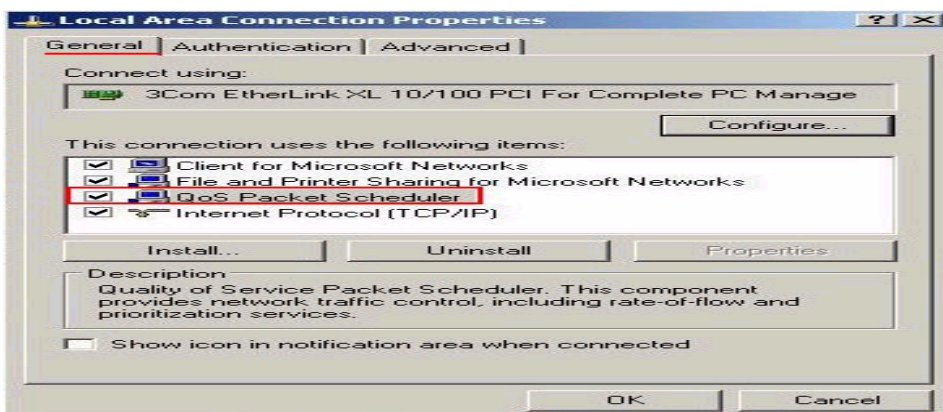 Local Area Connection Properties
General Authentication Advanced
Connect using:
3Com EtherLink XL 10/100 PCI For Complete PC Manage
Configure...
This connection uses the following items:
Client for Microsoft Networks
File and Printer Sharing for Microsoft Networks
QoS Packet Scheduler
Internet Protocol (TCP/IP)
Install... Uninstall Properties
Description
Quality of Service Packet Scheduler. This component
provides network traffic control, including rate-of-flow and
prioritization services.
Show icon in notification area when connected
OK Cancel